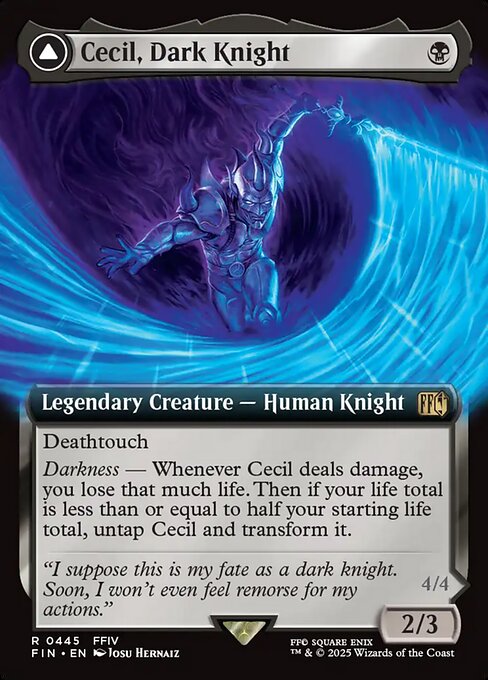 Cecil, Dark Knight
Legendary Creature — Human Knight
FFC
Deathtouch
Darkness — Whenever Cecil deals damage,
you lose that much life. Then if your life total
is less than or equal to half your starting life
total, untap Cecil and transform it.
“I suppose this is my fate as a dark knight.
Soon, I won’t even feel remorse for my
actions.”
4/4
2/3
R 0445 FFIV
FIN • EN Josu Hernaiz
FF© SQUARE ENIX
™ & © 2025 Wizards of the Coast